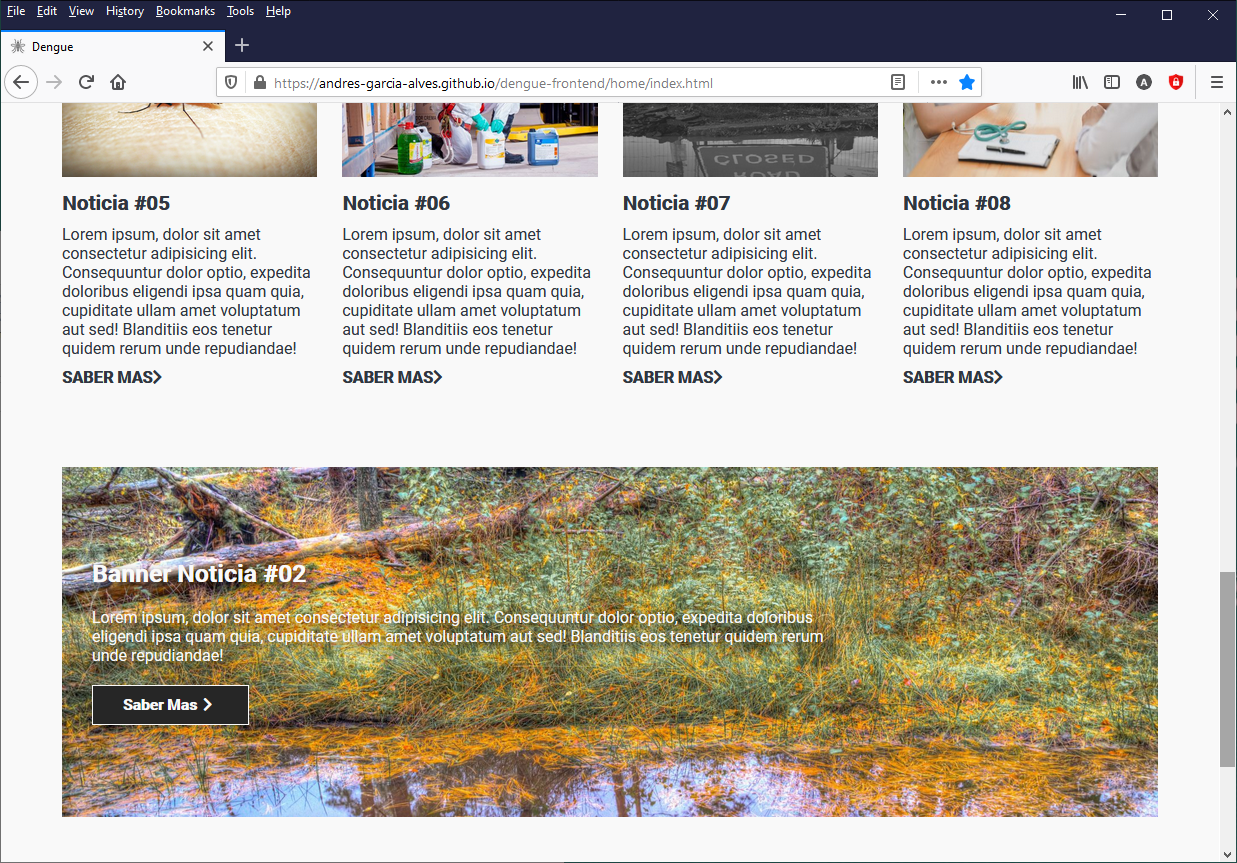 File Edit View History Bookmarks Tools Help
Dengue
https://andres-garcia-alves.github.io/dengue-frontend/home/index.html
A
CLOSED
ROAD
Noticia #05
Lorem ipsum, dolor sit amet
consectetur adipisicing elit.
Consequuntur dolor optio, expedita
doloribus eligendi ipsa quam quia,
cupiditate ullam amet voluptatum
aut sed! Blanditiis eos tenetur
quidem rerum unde repudiandae!
SABER MAS
Noticia #06
Lorem ipsum, dolor sit amet
consectetur adipisicing elit.
Consequuntur dolor optio, expedita
doloribus eligendi ipsa quam quia,
cupiditate ullam amet voluptatum
aut sed! Blanditiis eos tenetur
quidem rerum unde repudiandae!
SABER MAS
Noticia #07
Lorem ipsum, dolor sit amet
consectetur adipisicing elit.
Consequuntur dolor optio, expedita
doloribus eligendi ipsa quam quia,
cupiditate ullam amet voluptatum
aut sed! Blanditiis eos tenetur
quidem rerum unde repudiandae!
SABER MAS
Noticia #08
Lorem ipsum, dolor sit amet
consectetur adipisicing elit.
Consequuntur dolor optio, expedita
doloribus eligendi ipsa quam quia,
cupiditate ullam amet voluptatum
aut sed! Blanditiis eos tenetur
quidem rerum unde repudiandae!
SABER MAS
Banner Noticia #02
Lorem ipsum, dolor sit amet consectetur adipisicing elit. Consequuntur dolor optio, expedita doloribus
eligendi ipsa quam quia, cupiditate ullam amet voluptatum aut sed! Blanditiis eos tenetur quidem rerum
unde repudiandae!
Saber Mas